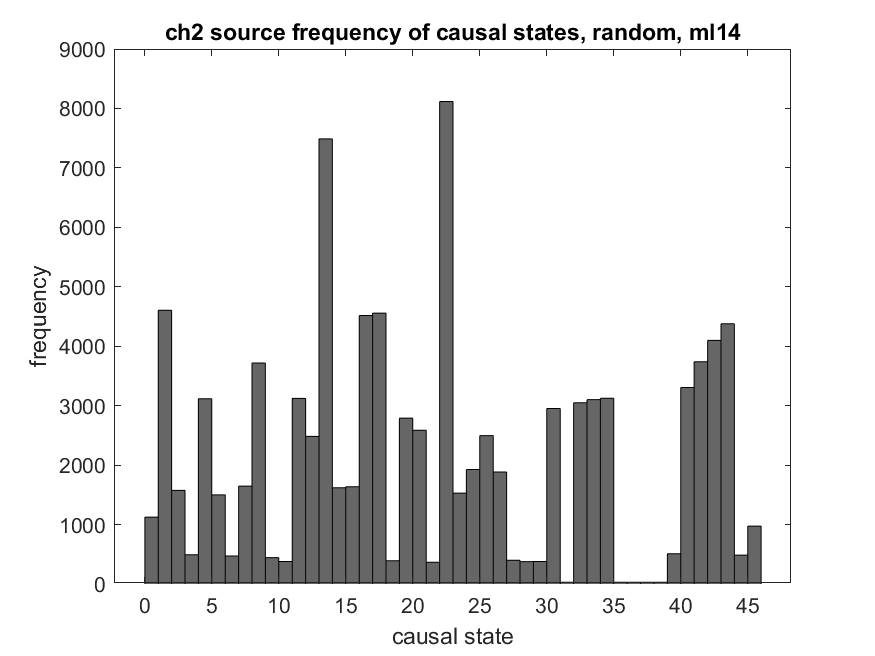 ch2 source frequency of causal states, random, ml14
9000
8000
7000
6000
5000
4000
3000
2000
1000
0
frequency
0 5 10 15 20 25 30 35 40 45
causal state